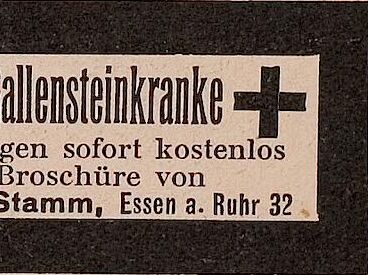 allensteinkranke
gen sofort kostenlos
Broschüre von
Stamm, Essen a. Ruhr 32